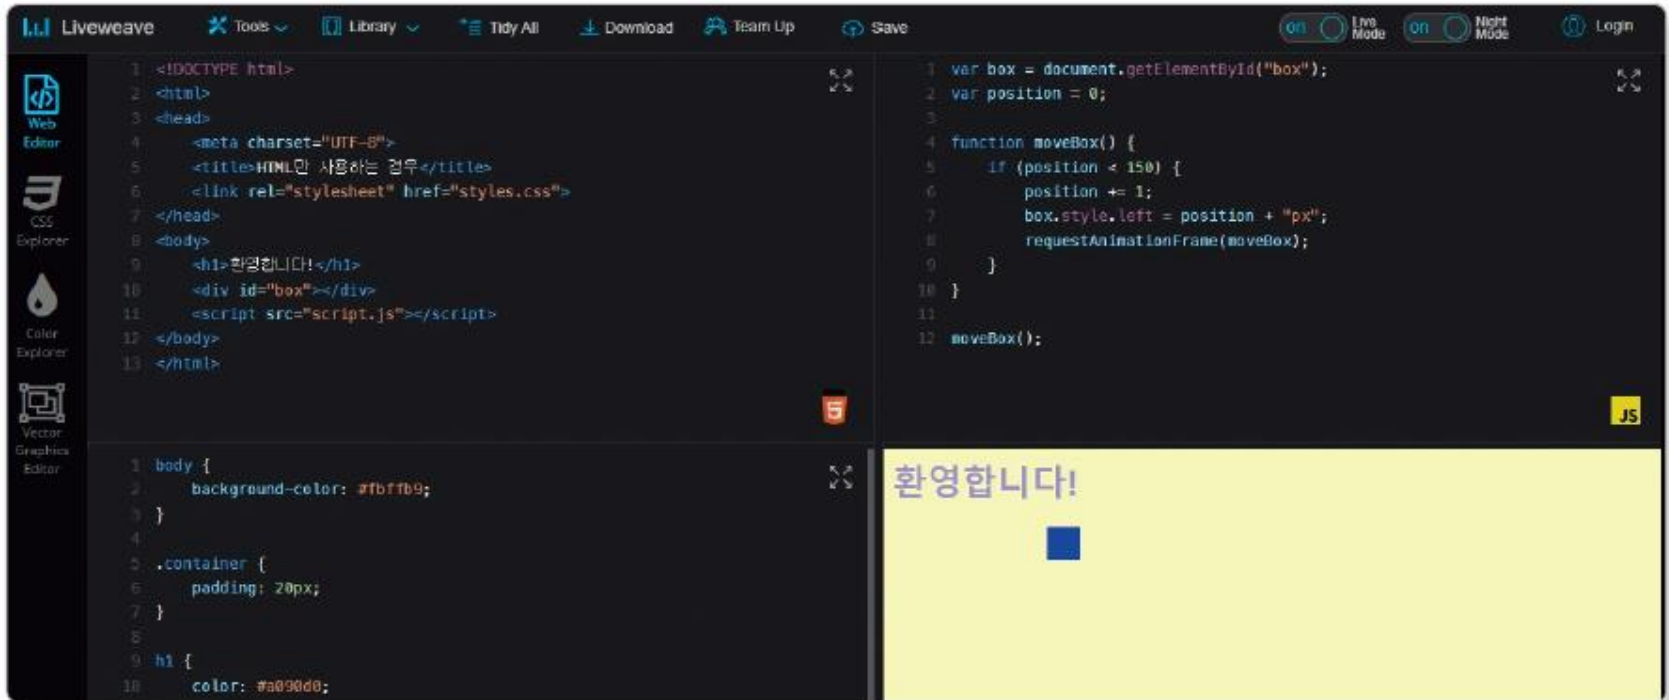 Liveweave Tools Library Tidy All Download Team Up Save on Live Mode on Night Mode Login
Web Editor
CSS Explorer
Color Explorer
Vector Graphics Editor
1 <!DOCTYPE html>
2 <html>
3 <head>
4 <meta charset="UTF-8">
5 <title>HTML만 사용하는 경우</title>
6 <link rel="stylesheet" href="styles.css">
7 </head>
8 <body>
9 <h1>환영합니다!</h1>
10 <div id="box"></div>
11 <script src="script.js"></script>
12 </body>
13 </html>
5
1 var box = document.getElementById("box");
2 var position = 0;
3
4 function moveBox() {
5 if (position < 150) {
6 position += 1;
7 box.style.left = position + "px";
8 requestAnimationFrame(moveBox);
9 }
10 }
11
12 moveBox();
JS
1 body {
2 background-color: #fbffb9;
3 }
4
5 .container {
6 padding: 20px;
7 }
8
9 h1 {
10 color: #a090d0;
환영합니다!